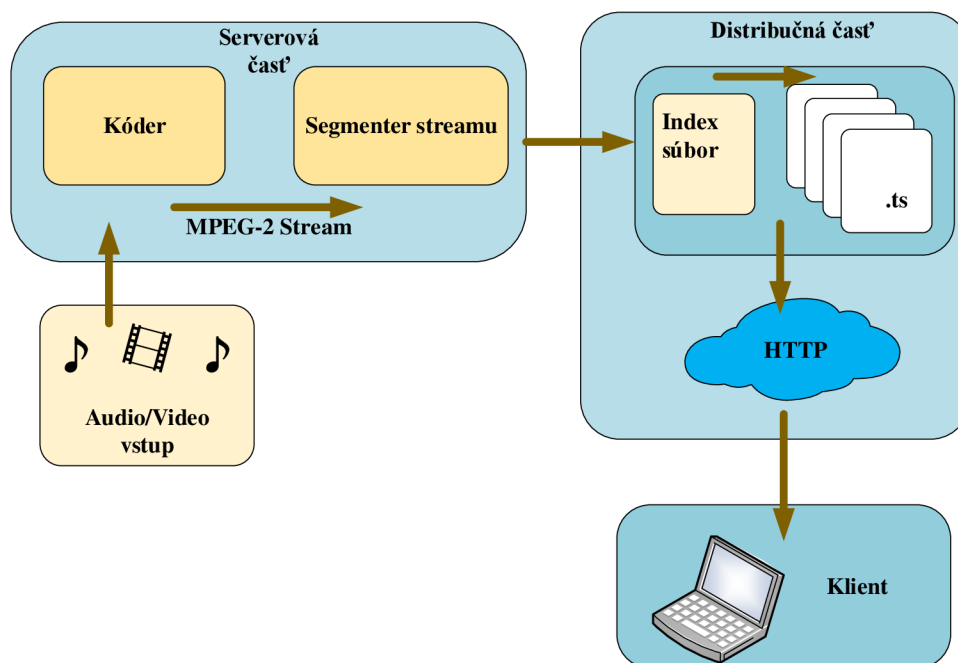 Serverová
časť
Kóder
Segmenter streamu
MPEG-2 Stream
Audio/Video
vstup
Distribučná časť
Index
súbor
.ts
HTTP
Klient